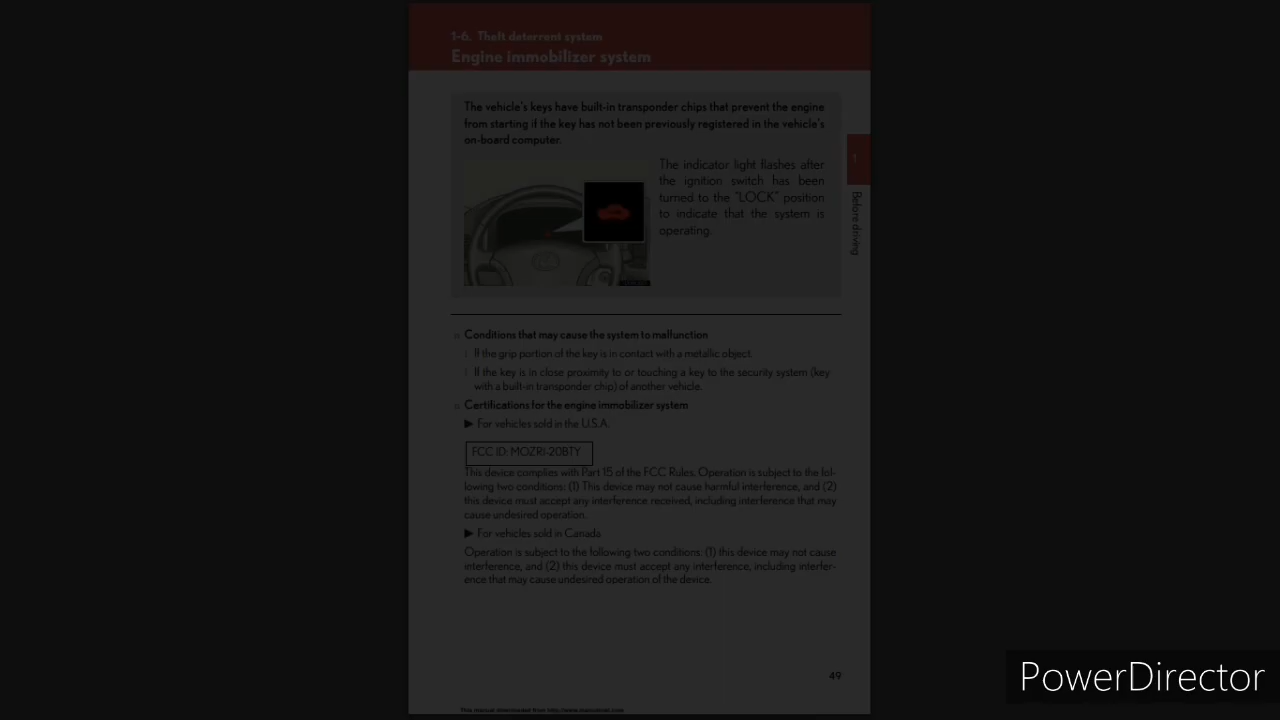 1-6. Theft deterrent system
Engine immobilizer system
The vehicle's keys have built-in transponder chips that prevent the engine
from starting if the key has not been previously registered in the vehicle's
on-board computer.
The indicator light flashes after
the ignition switch has been
turned to the "LOCK" position
to indicate that the system is
operating.
1
Before driving
Conditions that may cause the system to malfunction
If the grip portion of the key is in contact with a metallic object.
If the key is in close proximity to or touching a key to the security system (key
with a built-in transponder chip) of another vehicle.
Certifications for the engine immobilizer system
▶ For vehicles sold in the U.S.A.
FCC ID: MOZRI-20BTY
This device complies with Part 15 of the FCC Rules. Operation is subject to the fol-
lowing two conditions: (1) This device may not cause harmful interference, and (2)
this device must accept any interference received, including interference that may
cause undesired operation.
▶ For vehicles sold in Canada
Operation is subject to the following two conditions: (1) this device may not cause
interference, and (2) this device must accept any interference, including interfer-
ence that may cause undesired operation of the device.
49
This manual downloaded from
PowerDirector